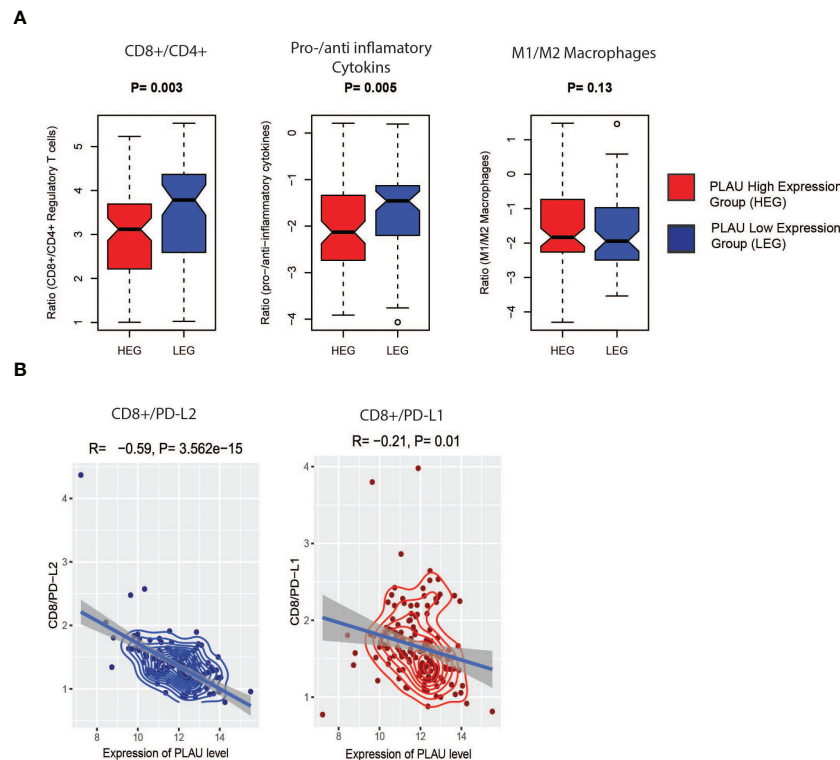 A
CD8+/CD4+
Pro-/anti inflamatory
Cytokins
M1/M2 Macrophages
P= 0.003
P= 0.005
P= 0.13
Ratio (CD8+/CD4+ Regulatory T cells)
5
4
3
2
1
HEG
LEG
Ratio (pro-/anti-inflammatory cytokines)
0
−1
−2
−3
−4
HEG
LEG
Ratio (M1/M2 Macrophages)
1
0
−1
−2
−4
HEG
LEG
PLAU High Expression
Group (HEG)
PLAU Low Expression
Group (LEG)
B
CD8+/PD-L2
R= −0.59, P= 3.562e−15
CD8/PD-L2
4
3
2
1
8
10
12
14
Expression of PLAU level
CD8+/PD-L1
R= −0.21, P= 0.01
CD8/PD-L1
4
3
2
1
8
10
12
14
Expression of PLAU level